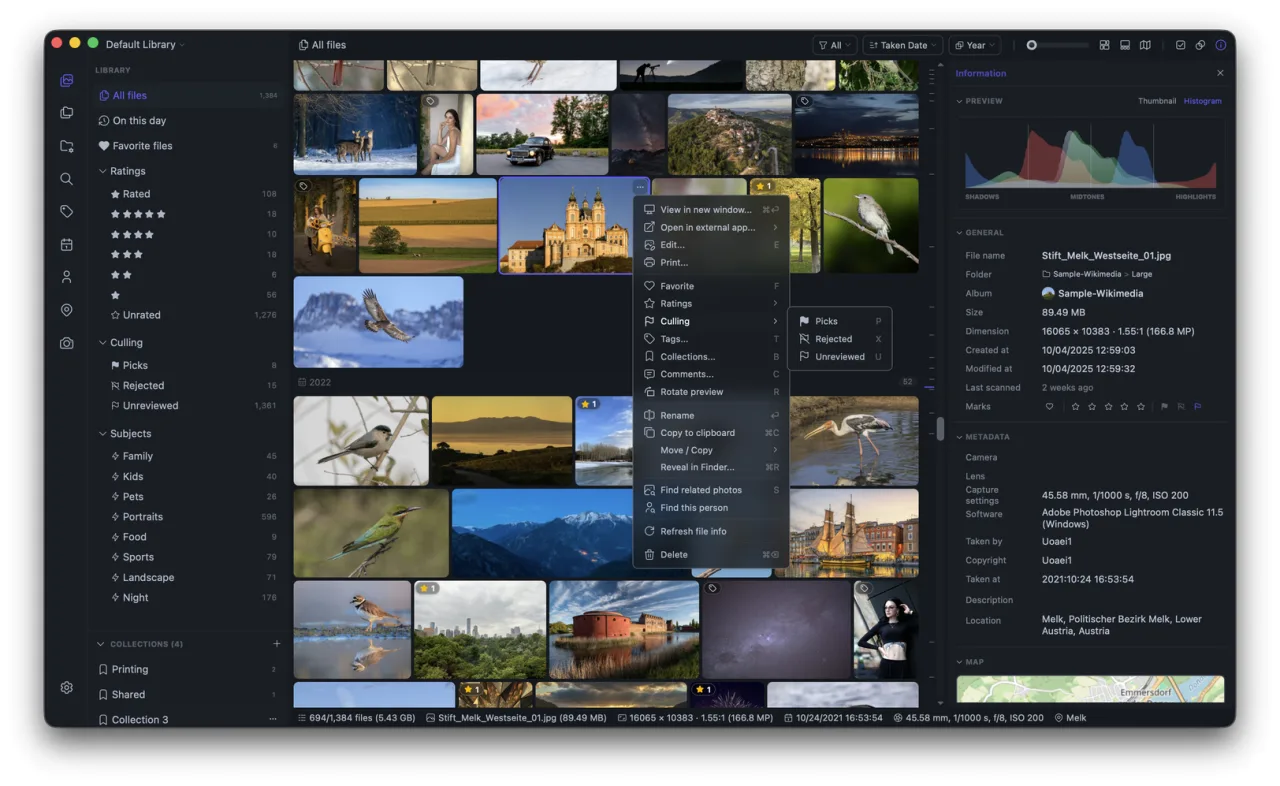 Default Library
LIBRARY
All files 1,384
On this day
Favorite files 6
Ratings
Rated 108
18
10
18
6
56
Unrated 1,276
Culling
Picks 8
Rejected 15
Unreviewed 1,361
Subjects
Family 45
Kids 40
Pets 26
Portraits 596
Food 9
Sports 79
Landscape 71
Night 176
COLLECTIONS (4) +
Printing 2
Shared 1
Collection 3 ...
All files
All Taken Date Year
1
2022 52
1
1
1
1
View in new window... ⌘↩
Open in external app... >
Edit... E
Print...
Favorite F
Ratings >
Culling >
Tags... T
Collections... B
Comments... C
Rotate preview R
Rename ↩
Copy to clipboard ⌘C
Move / Copy >
Reveal in Finder... ⌘R
Find related photos S
Find this person
Refresh file info
Delete ⌘⌫
Picks P
Rejected X
Unreviewed U
694/1,384 files (5.43 GB) Stift_Melk_Westseite_01.jpg (89.49 MB) 16065 × 10383 · 1.55:1 (166.8 MP) 10/24/2021 16:53:54 45.58 mm, 1/1000 s, f/8, ISO 200 Melk
Information
PREVIEW Thumbnail Histogram
SHADOWS MIDTONES HIGHLIGHTS
GENERAL
File name Stift_Melk_Westseite_01.jpg
Folder Sample-Wikimedia > Large
Album Sample-Wikimedia
Size 89.49 MB
Dimension 16065 × 10383 · 1.55:1 (166.8 MP)
Created at 10/04/2025 12:59:03
Modified at 10/04/2025 12:59:32
Last scanned 2 weeks ago
Marks
METADATA
Camera
Lens
Capture settings 45.58 mm, 1/1000 s, f/8, ISO 200
Software Adobe Photoshop Lightroom Classic 11.5 (Windows)
Taken by Uoaei1
Copyright Uoaei1
Taken at 2021:10:24 16:53:54
Description
Location Melk, Politischer Bezirk Melk, Lower Austria, Austria
MAP
Emmersdorf